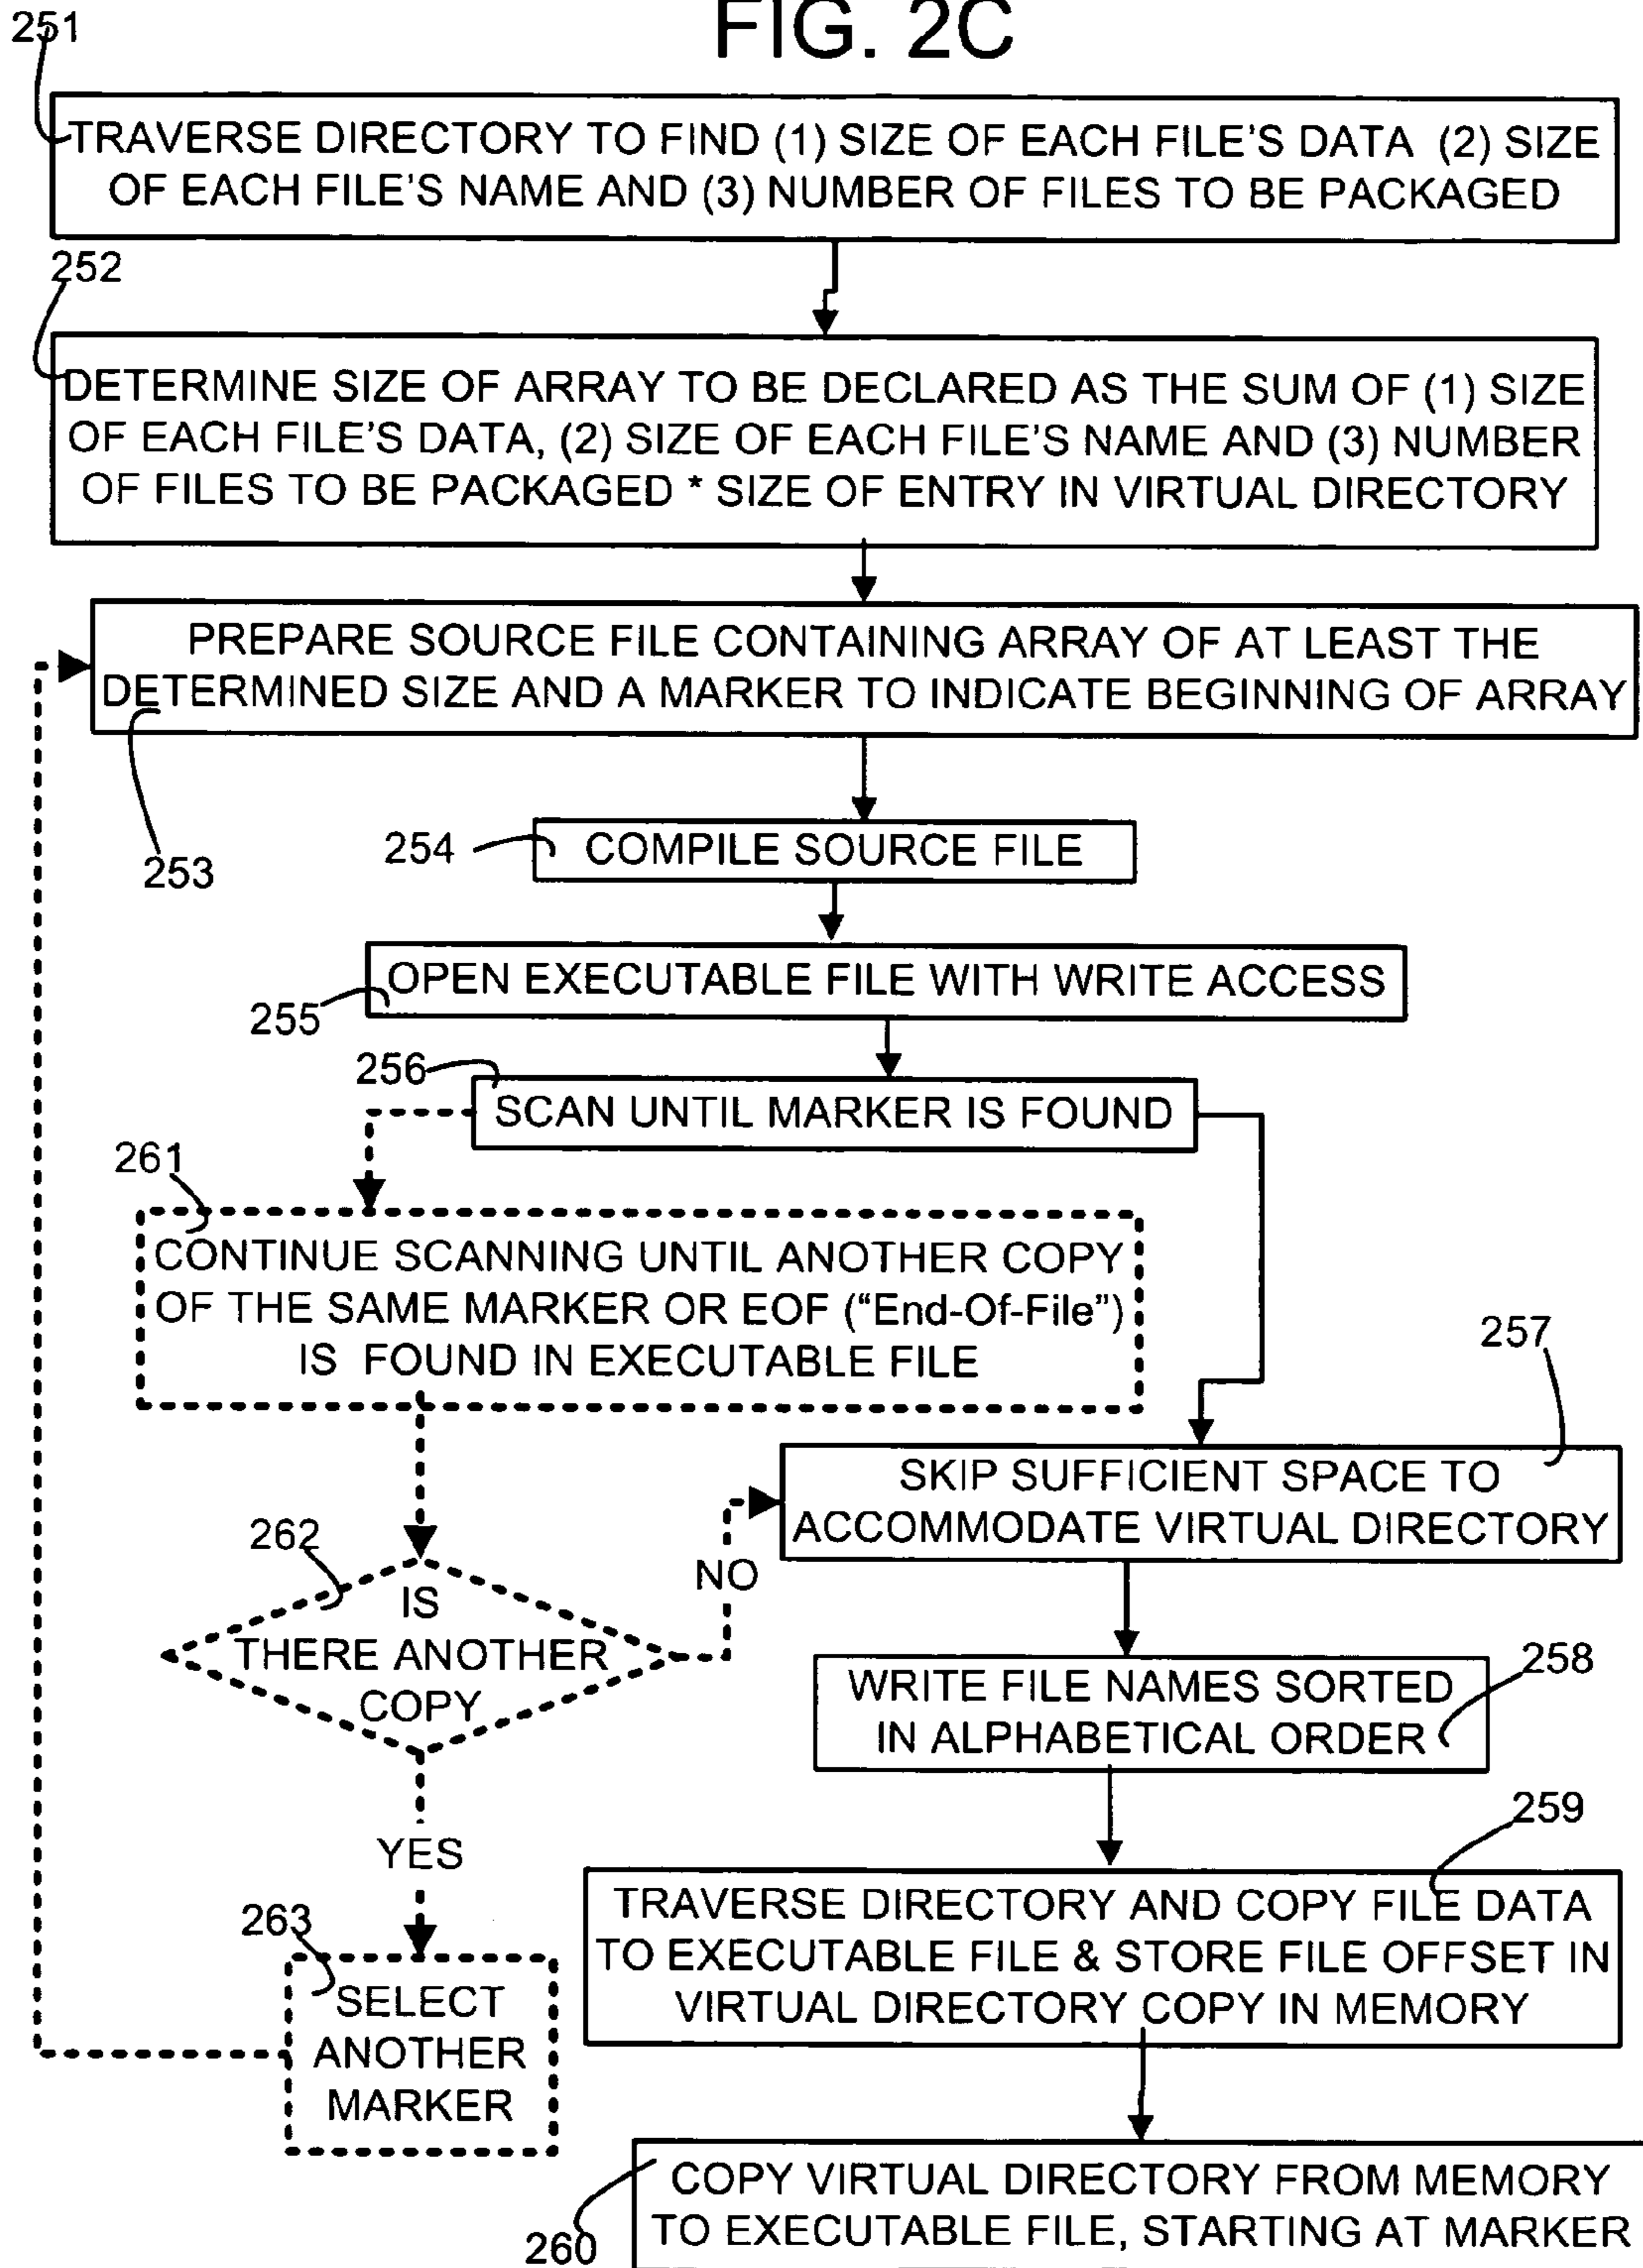 FIG. 2C
251
TRAVERSE DIRECTORY TO FIND (1) SIZE OF EACH FILE'S DATA (2) SIZE
OF EACH FILE'S NAME AND (3) NUMBER OF FILES TO BE PACKAGED
252
DETERMINE SIZE OF ARRAY TO BE DECLARED AS THE SUM OF (1) SIZE
OF EACH FILE'S DATA, (2) SIZE OF EACH FILE'S NAME AND (3) NUMBER
OF FILES TO BE PACKAGED * SIZE OF ENTRY IN VIRTUAL DIRECTORY
PREPARE SOURCE FILE CONTAINING ARRAY OF AT LEAST THE
DETERMINED SIZE AND A MARKER TO INDICATE BEGINNING OF ARRAY
253
254
COMPILE SOURCE FILE
OPEN EXECUTABLE FILE WITH WRITE ACCESS
255
256
SCAN UNTIL MARKER IS FOUND
261
CONTINUE SCANNING UNTIL ANOTHER COPY
OF THE SAME MARKER OR EOF (“End-Of-File”)
IS FOUND IN EXECUTABLE FILE
257
SKIP SUFFICIENT SPACE TO
ACCOMMODATE VIRTUAL DIRECTORY
262
NO
IS
THERE ANOTHER
COPY
258
WRITE FILE NAMES SORTED
IN ALPHABETICAL ORDER
YES
259
TRAVERSE DIRECTORY AND COPY FILE DATA
TO EXECUTABLE FILE & STORE FILE OFFSET IN
VIRTUAL DIRECTORY COPY IN MEMORY
263
SELECT
ANOTHER
MARKER
COPY VIRTUAL DIRECTORY FROM MEMORY
TO EXECUTABLE FILE, STARTING AT MARKER
260